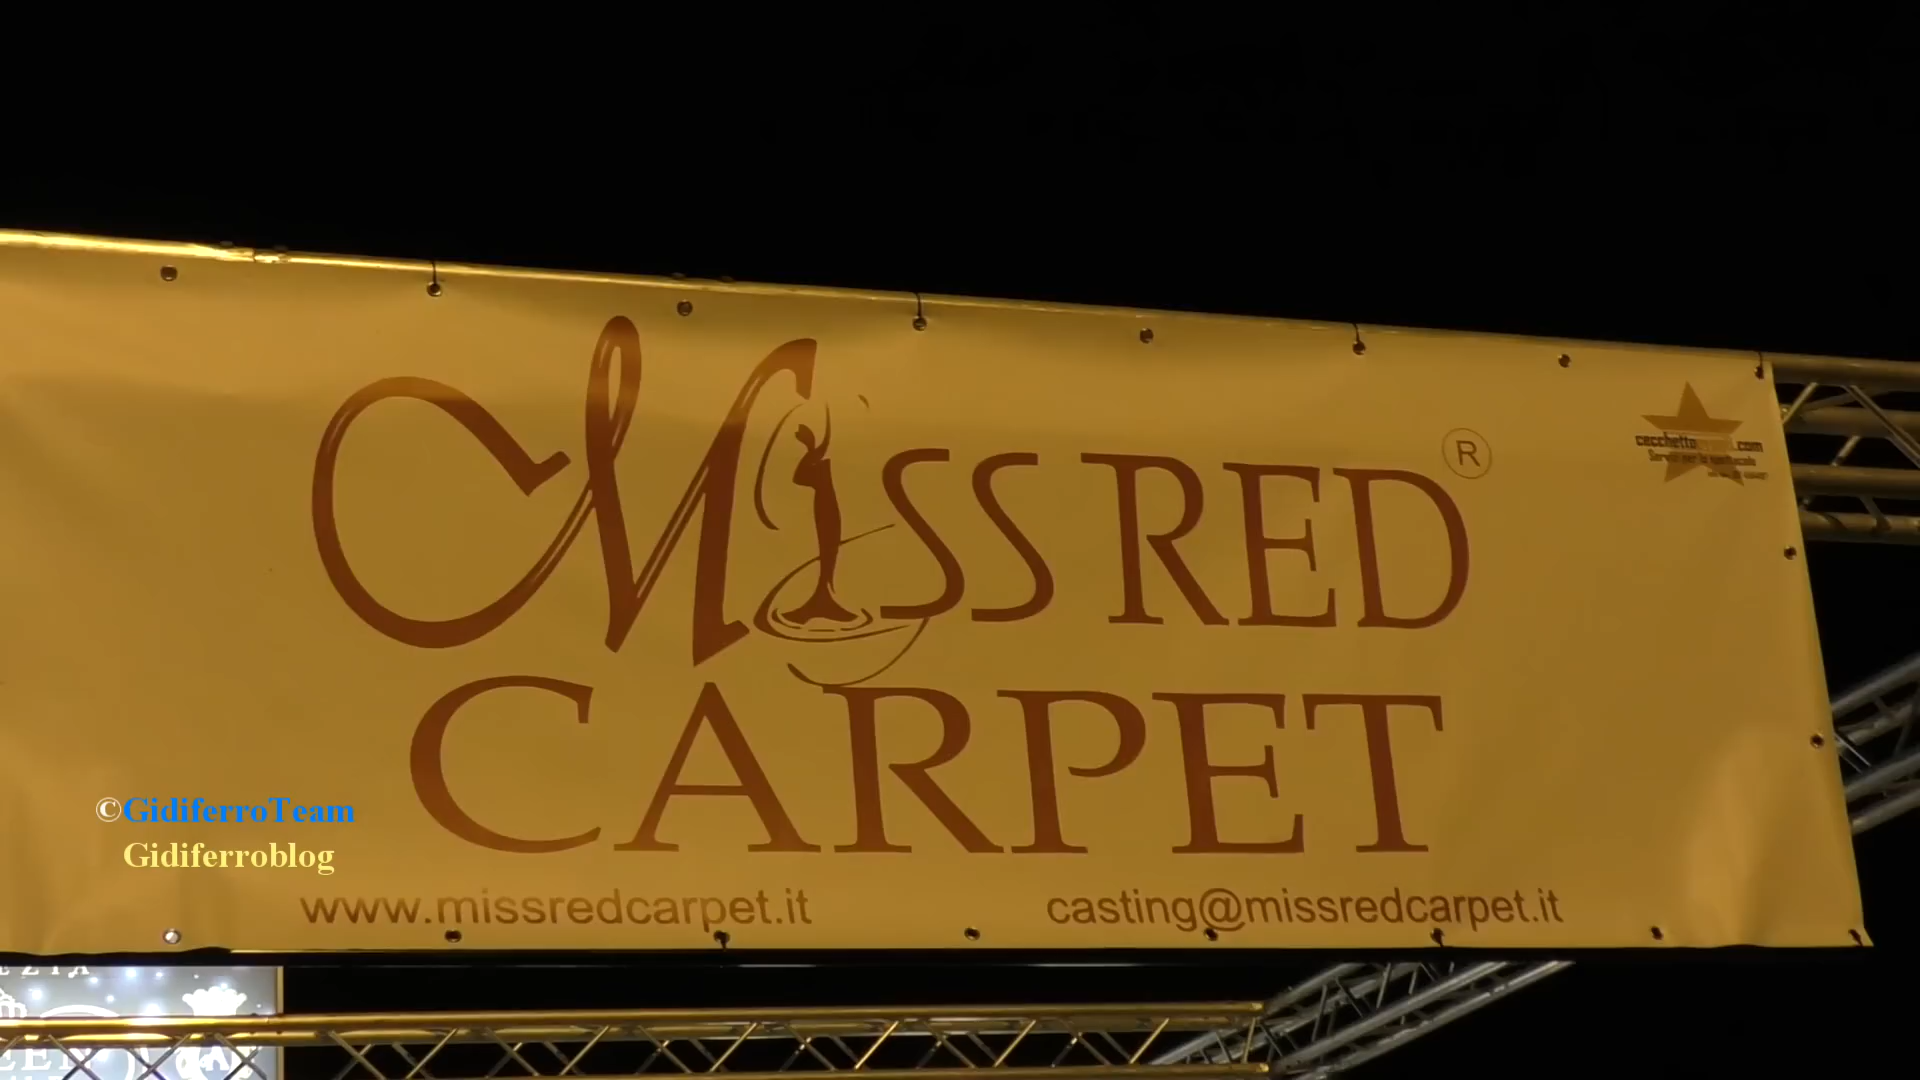 Miss RED ®
CARPET
www.missredcarpet.it
casting@missredcarpet.it
©GidiferroTeam
Gidiferroblog